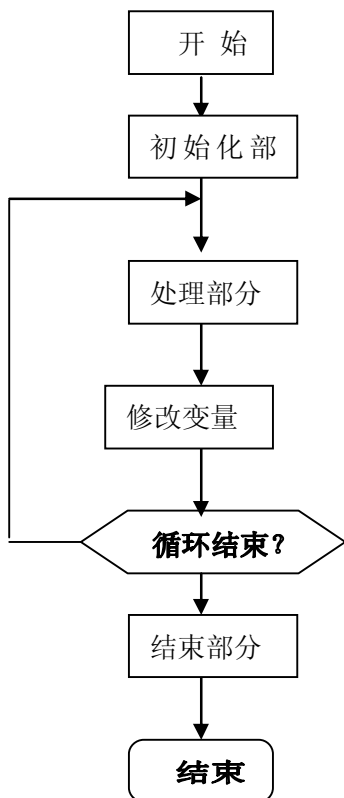 开 始
初始化部
处理部分
修改变量
循环结束？
结束部分
结束